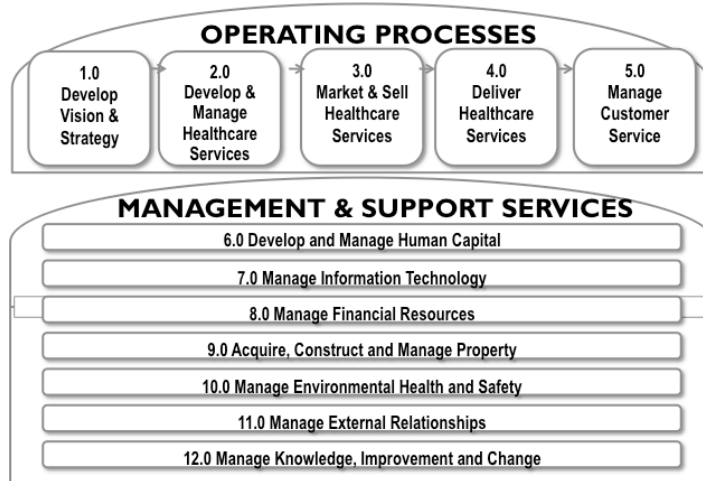 OPERATING PROCESSES
1.0
Develop
Vision &
Strategy
2.0
Develop &
Manage
Healthcare
Services
3.0
Market & Sell
Healthcare
Services
4.0
Deliver
Healthcare
Services
5.0
Manage
Customer
Service
MANAGEMENT & SUPPORT SERVICES
6.0 Develop and Manage Human Capital
7.0 Manage Information Technology
8.0 Manage Financial Resources
9.0 Acquire, Construct and Manage Property
10.0 Manage Environmental Health and Safety
11.0 Manage External Relationships
12.0 Manage Knowledge, Improvement and Change